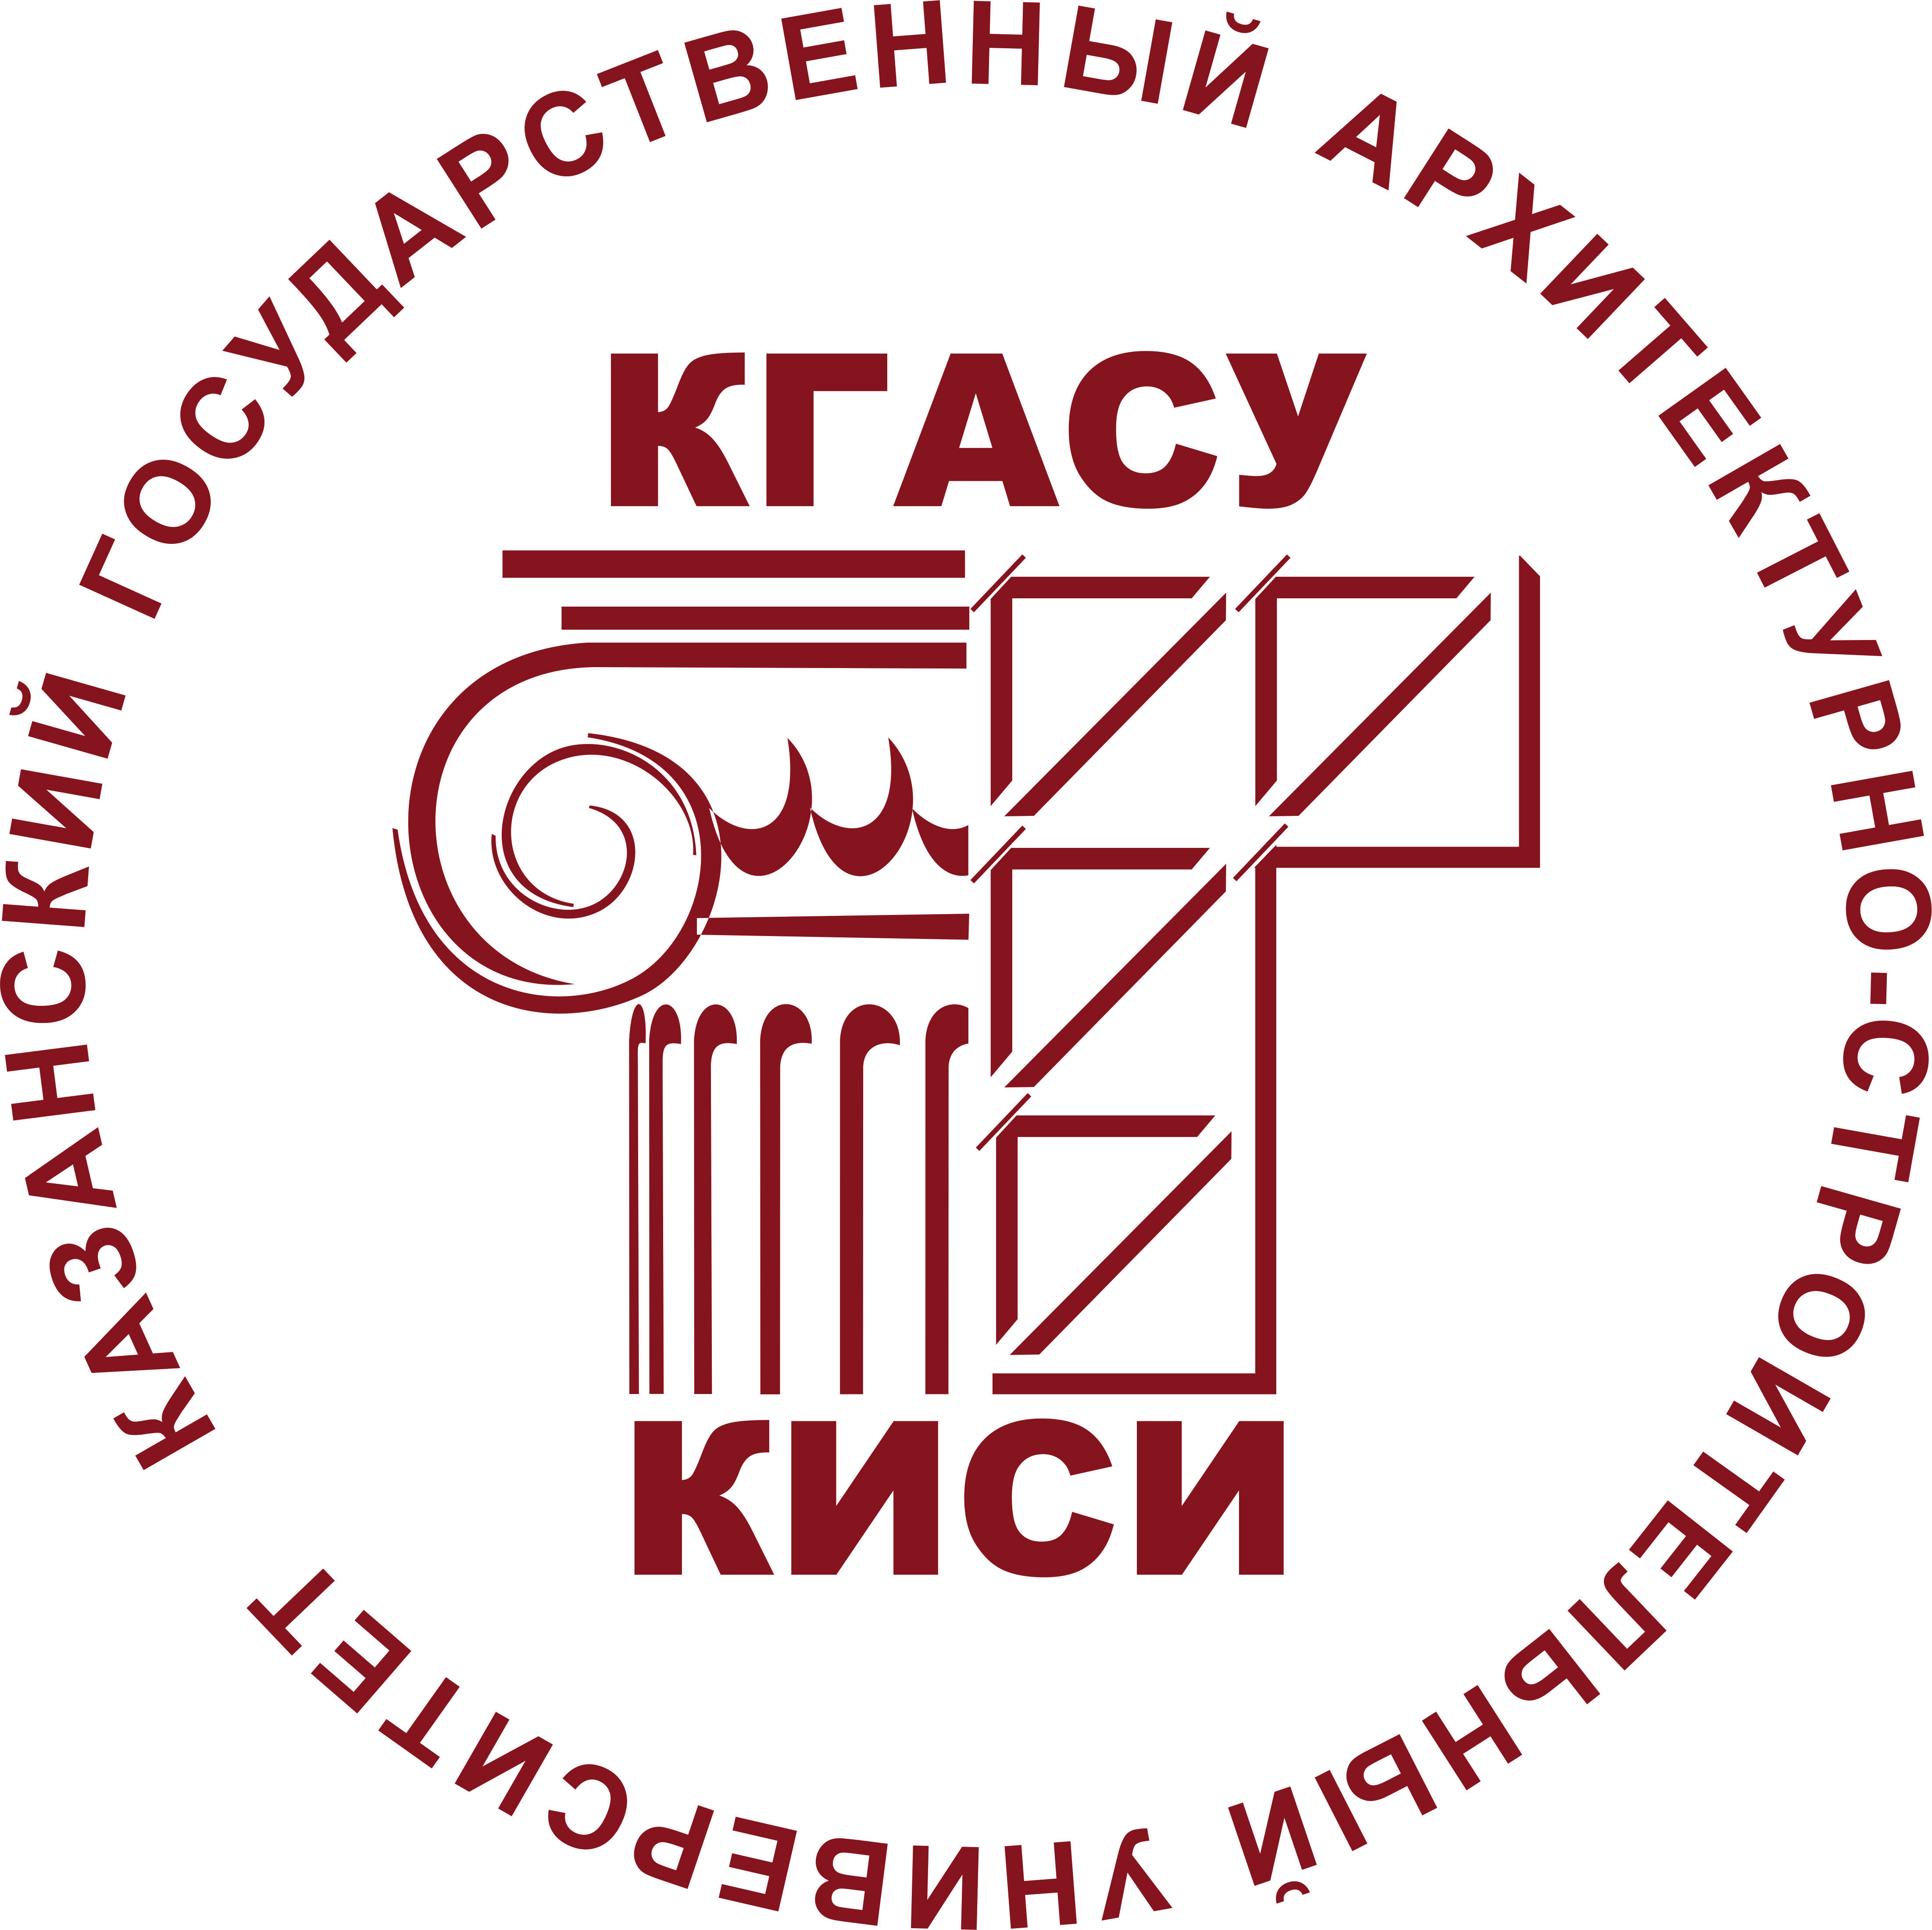 КАЗАНСКИЙ ГОСУДАРСТВЕННЫЙ АРХИТЕКТУРНО-СТРОИТЕЛЬНЫЙ УНИВЕРСИТЕТ
КГАСУ
КИСИ